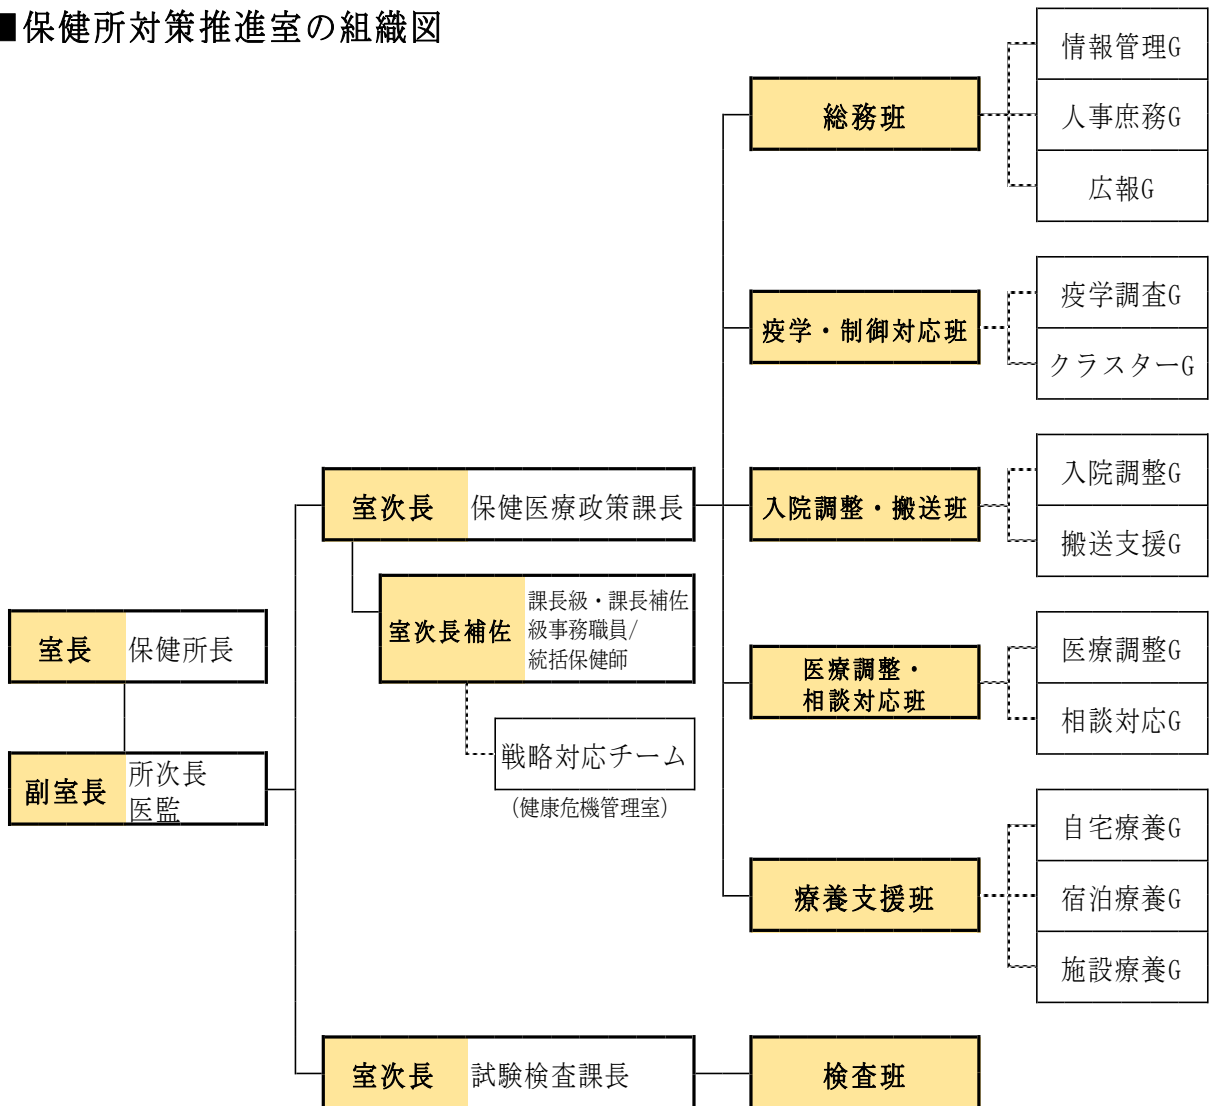 ■保健所対策推進室の組織図
室長
保健所長
副室長
所次長
医監
室次長
保健医療政策課長
室次長補佐
課長級・課長補佐
級事務職員/
統括保健師
戦略対応チーム
（健康危機管理室）
室次長
試験検査課長
総務班
情報管理G
人事庶務G
広報G
疫学・制御対応班
疫学調査G
クラスターG
入院調整・搬送班
入院調整G
搬送支援G
医療調整・
相談対応班
医療調整G
相談対応G
療養支援班
自宅療養G
宿泊療養G
施設療養G
検査班